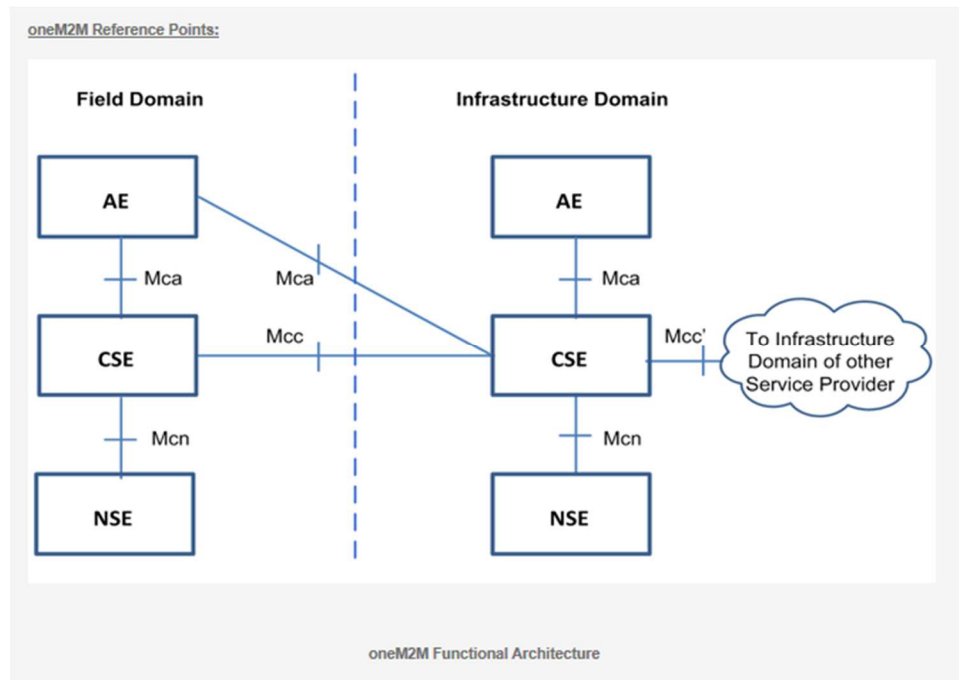 oneM2M Reference Points:
Field Domain
Infrastructure Domain
AE
AE
Mca
Mca
Mca
Mcc
Mcc’
CSE
CSE
To Infrastructure
Domain of other
Service Provider
Mcn
Mcn
NSE
NSE
oneM2M Functional Architecture